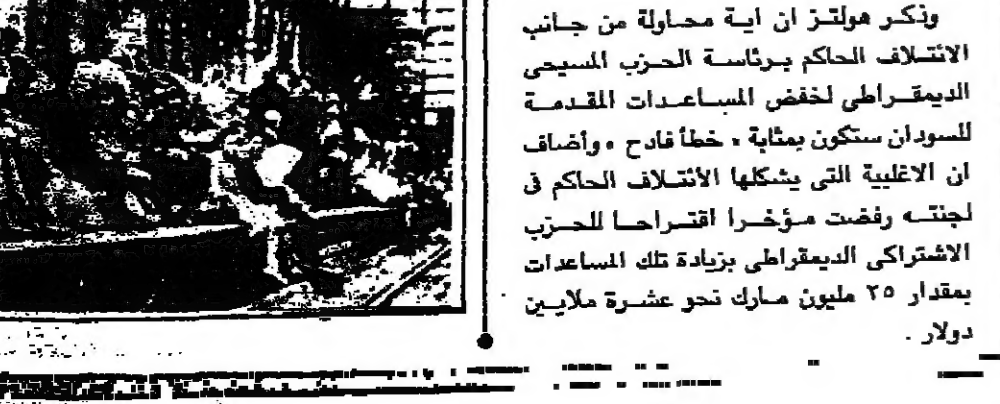 وذكر هولتز ان اية محاولة من جانب
الائتلاف الحاكم برئاسة الحزب المسيحى
الديمقراطى لخفض المساعدات المقدمة
للسودان ستكون بمثابة « خطأ فادح » وأضاف
ان الاغلبية التى يشكلها الأئتلاف الحاكم فى
لجنته رفضت مؤخرا اقتراحا للحزب
الاشتراكى الديمقراطى بزيادة تلك المساعدات
بمقدار ٢٥ مليون مارك نحو عشرة ملايين
دولار .